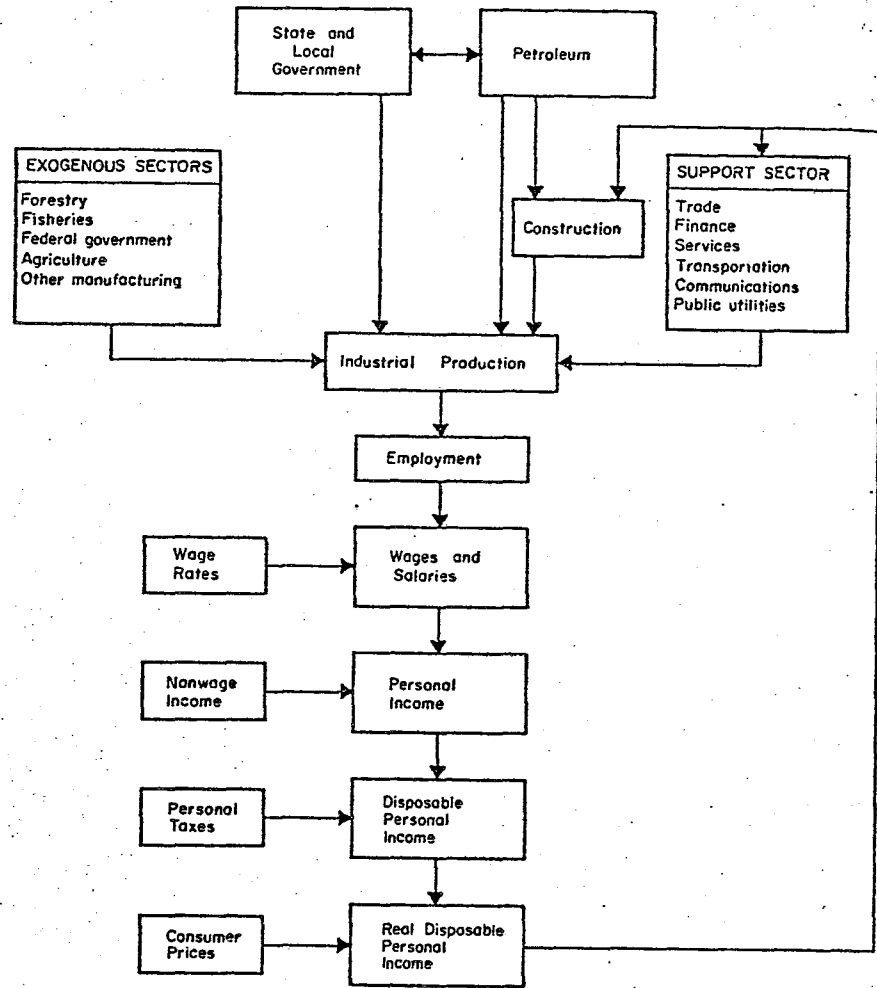 State and
Local
Government
Petroleum
EXOGENOUS SECTORS
Forestry
Fisheries
Federal government
Agriculture
Other manufacturing
Construction
SUPPORT SECTOR
Trade
Finance
Services
Transportation
Communications
Public utilities
Industrial Production
Employment
Wage
Rates
Wages and
Salaries
Nonwage
Income
Personal
Income
Personal
Taxes
Disposable
Personal
Income
Consumer
Prices
Real Disposable
Personal
Income